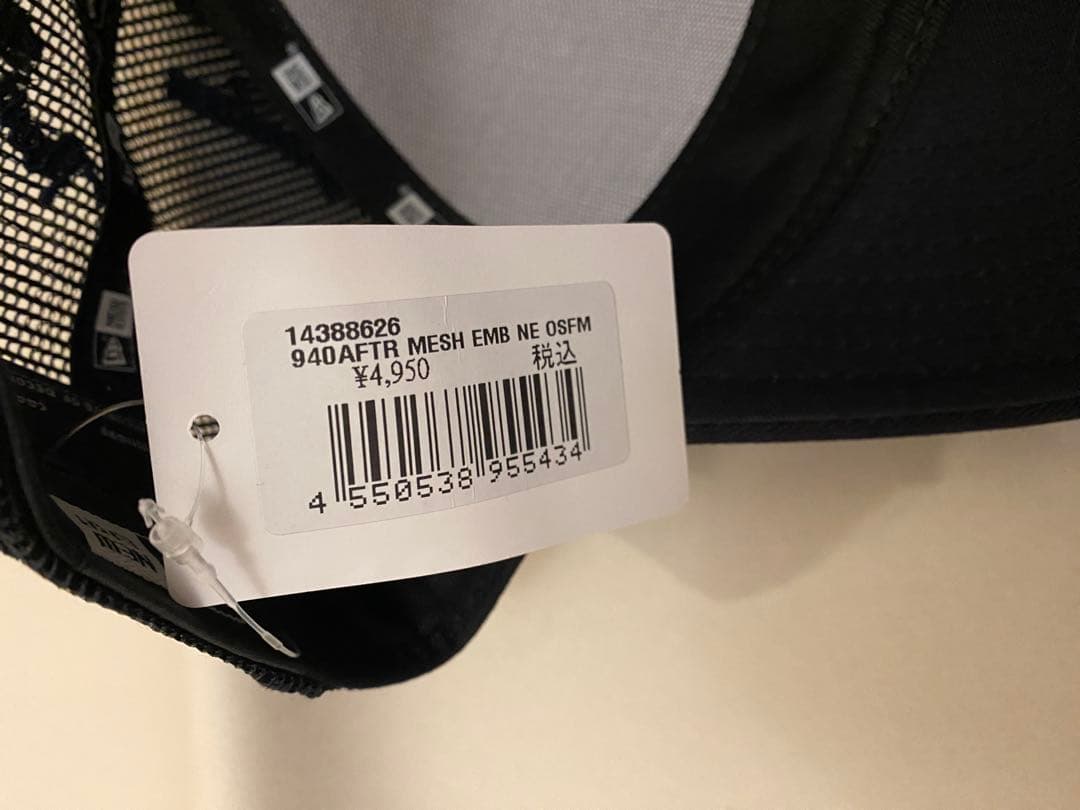 14388626
940AFTR MESH EMB NE OSFM
¥4,950 税込
4 550538 955434